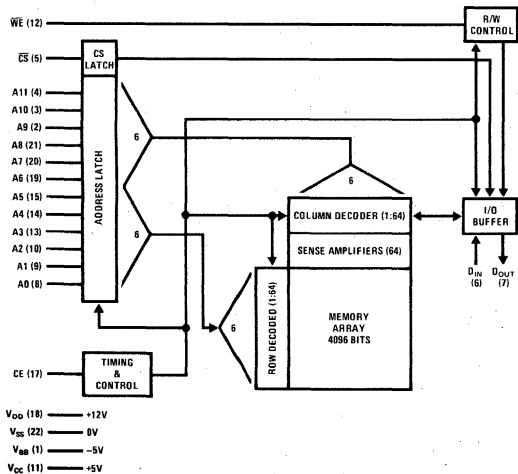 WE (12)
R/W CONTROL
CS (5)
CS LATCH
A11 (4)
A10 (3)
A9 (2)
A8 (21)
A7 (20)
A6 (19)
A5 (15)
A4 (14)
A3 (13)
A2 (10)
A1 (9)
A0 (8)
ADDRESS LATCH
6
6
6
COLUMN DECODER (1:64)
I/O BUFFER
SENSE AMPLIFIERS (64)
DIN (6)
DOUT (7)
6
ROW DECODED (1:64)
MEMORY ARRAY 4096 BITS
CE (17)
TIMING & CONTROL
VDD (18) +12V
VSS (22) 0V
VBB (1) −5V
VCC (11) +5V